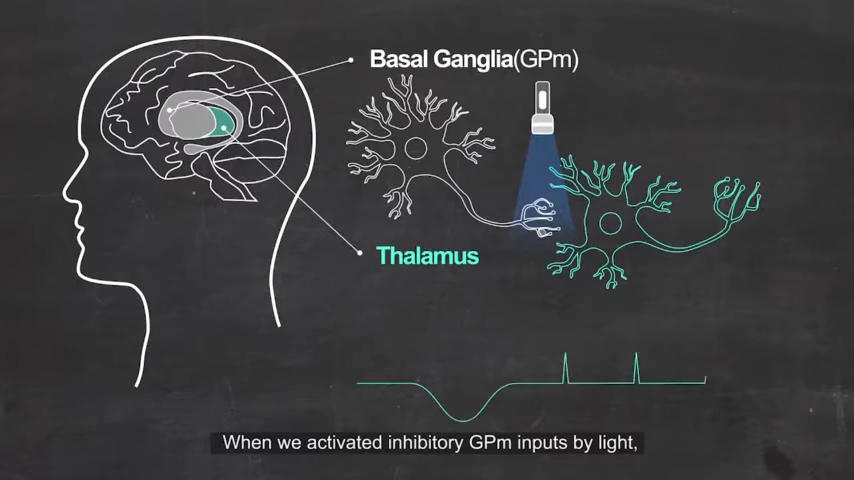 Basal Ganglia(GPm)
Thalamus
When we activated inhibitory GPm inputs by light,